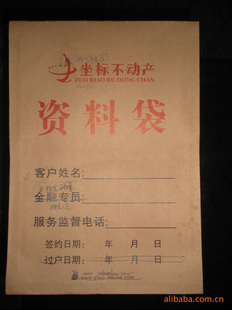 坐标不动产
ZUO BIAO BU DONG CHAN
资料袋
客户姓名:
金融专员:
服务监督电话:
签约日期: 年 月 日
过户日期: 年 月 日
alibaba.com.cn